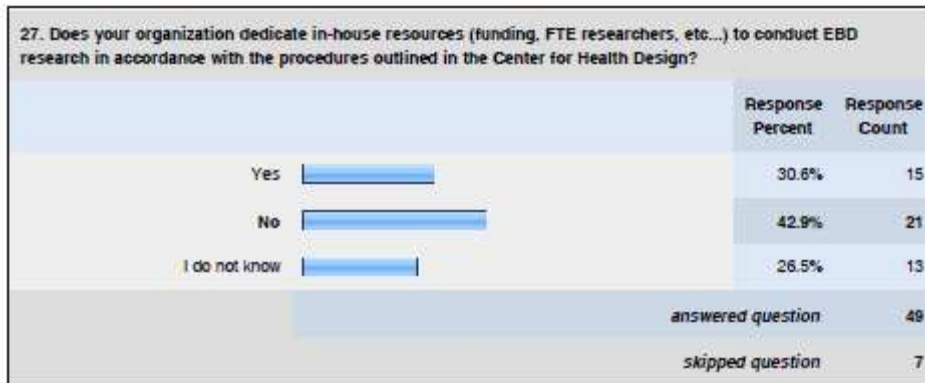 27. Does your organization dedicate in-house resources (funding, FTE researchers, etc...) to conduct EBD
research in accordance with the procedures outlined in the Center for Health Design?
Response Response
Percent Count
Yes 30.6% 15
No 42.9% 21
I do not know 26.5% 13
answered question 49
skipped question 7